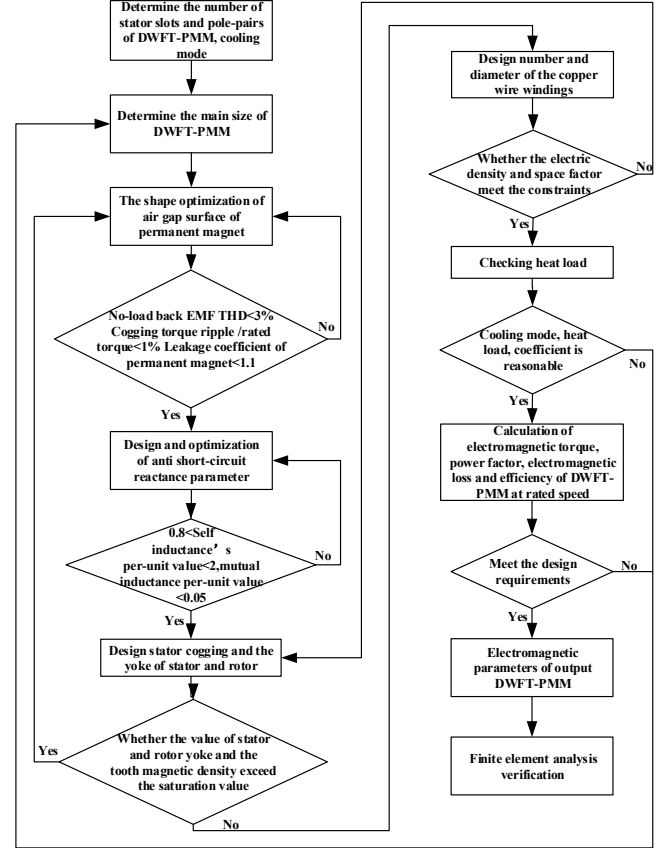 Determine the number of
stator slots and pole-pairs
of DWFT-PMM, cooling
mode
Determine the main size of
DWFT-PMM
The shape optimization of
air gap surface of
permanent magnet
No-load back EMF THD<3%
Cogging torque ripple /rated
torque<1% Leakage coefficient of
permanent magnet<1.1
No
Yes
Design and optimization
of anti short-circuit
reactance parameter
0.8<Self
inductance’s
per-unit value<2,mutual
inductance per-unit value
<0.05
No
Yes
Design stator cogging and the
yoke of stator and rotor
Whether the value of stator
and rotor yoke and the
tooth magnetic density exceed
the saturation value
Yes
No
Design number and
diameter of the copper
wire windings
Whether the electric
density and space factor
meet the constraints
No
Yes
Checking heat load
Cooling mode, heat
load, coefficient is
reasonable
No
Yes
Calculation of
electromagnetic torque,
power factor, electromagnetic
loss and efficiency of DWFT-
PMM at rated speed
Meet the design
requirements
No
Yes
Electromagnetic
parameters of output
DWFT-PMM
Finite element analysis
verification